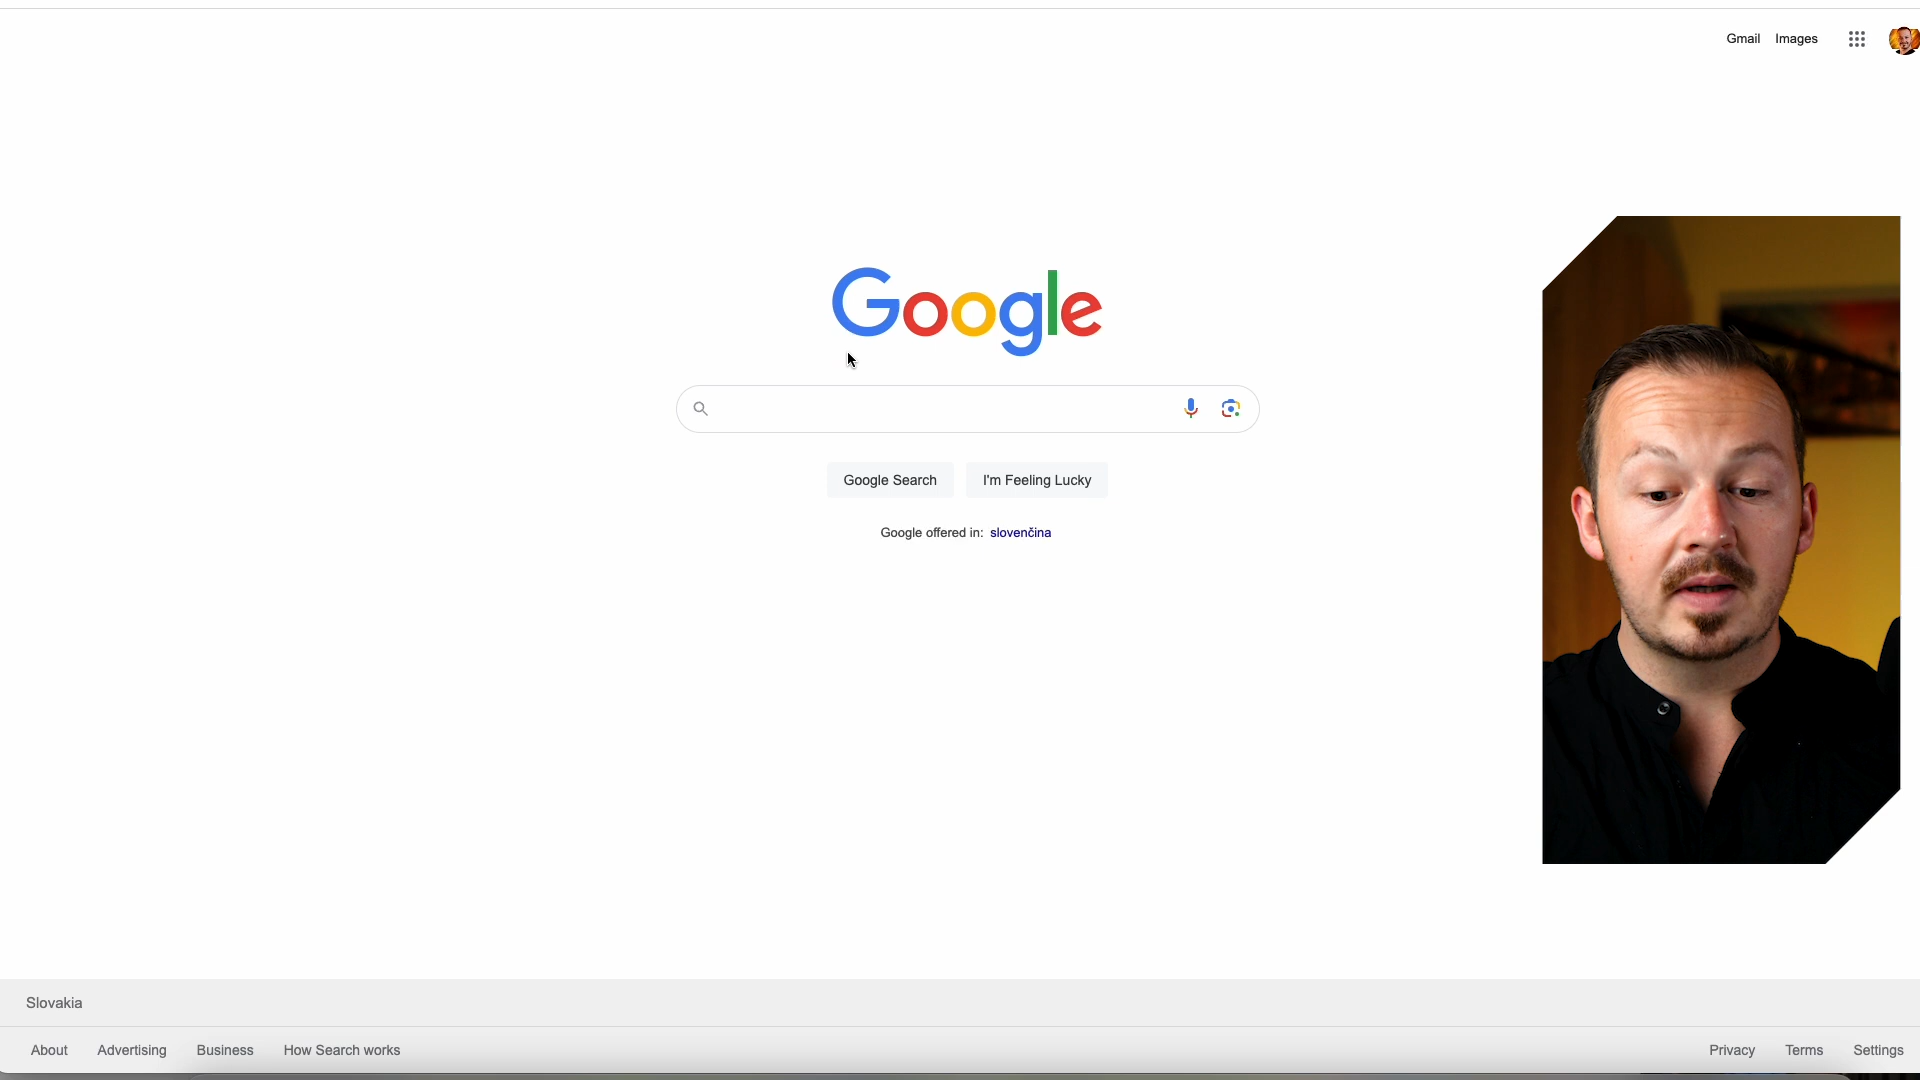 Gmail Images
Google
Google Search I'm Feeling Lucky
Google offered in: slovenčina
Slovakia
About Advertising Business How Search works Privacy Terms Settings